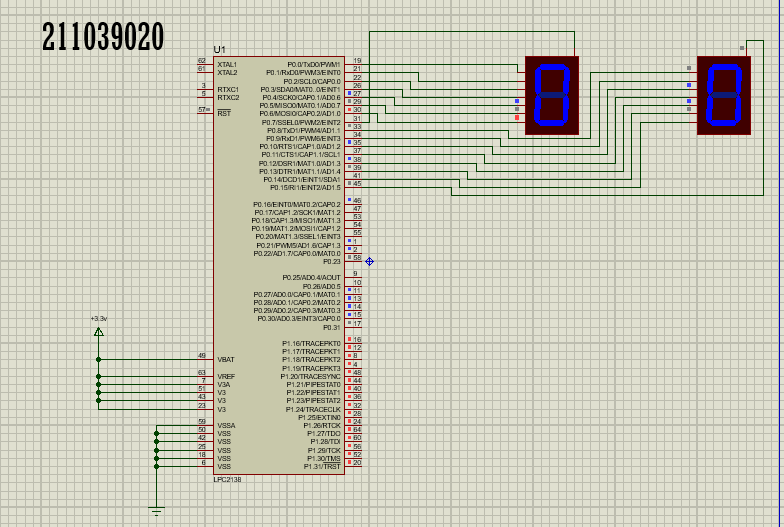 211039020
U1
62 XTAL1
61 XTAL2
3 RTXC1
5 RTXC2
57 RST
49 VBAT
63 VREF
7 V3A
51 V3
43 V3
23 V3
59 VSSA
50 VSS
42 VSS
25 VSS
18 VSS
6 VSS
P0.0/TxD0/PWM1 19
P0.1/RxD0/PWM3/EINT0 21
P0.2/SCL0/CAP0.0 22
P0.3/SDA0/MAT0..0/EINT1 26
P0.4/SCK0/CAP0.1/AD0.6 27
P0.5/MISO0/MAT0.1/AD0.7 29
P0.6/MOSI0/CAP0.2/AD1.0 30
P0.7/SSEL0/PWM2/EINT2 31
P0.8/TxD1/PWM4/AD1.1 33
P0.9/RxD1/PWM6/EINT3 34
P0.10/RTS1/CAP1.0/AD1.2 35
P0.11/CTS1/CAP1.1/SCL1 37
P0.12/DSR1/MAT1.0/AD1.3 38
P0.13/DTR1/MAT1.1/AD1.4 39
P0.14/DCD1/EINT1/SDA1 41
P0.15/RI1/EINT2/AD1.5 45
P0.16/EINT0/MAT0.2/CAP0.2 46
P0.17/CAP1.2/SCK1/MAT1.2 47
P0.18/CAP1.3/MISO1/MAT1.3 53
P0.19/MAT1.2/MOSI1/CAP1.2 54
P0.20/MAT1.3/SSEL1/EINT3 55
P0.21/PWM5/AD1.6/CAP1.3 1
P0.22/AD1.7/CAP0.0/MAT0.0 2
P0.23 58
P0.25/AD0.4/AOUT 9
P0.26/AD0.5 10
P0.27/AD0.0/CAP0.1/MAT0.1 11
P0.28/AD0.1/CAP0.2/MAT0.2 13
P0.29/AD0.2/CAP0.3/MAT0.3 14
P0.30/AD0.3/EINT3/CAP0.0 15
P0.31 17
P1.16/TRACEPKT0 16
P1.17/TRACEPKT1 12
P1.18/TRACEPKT2 8
P1.19/TRACEPKT3 4
P1.20/TRACESYNC 48
P1.21/PIPESTAT0 44
P1.22/PIPESTAT1 40
P1.23/PIPESTAT2 36
P1.24/TRACECLK 32
P1.25/EXTIN0 28
P1.26/RTCK 24
P1.27/TDO 64
P1.28/TDI 60
P1.29/TCK 56
P1.30/TMS 52
P1.31/TRST 20
LPC2138
+3.3v
0 0